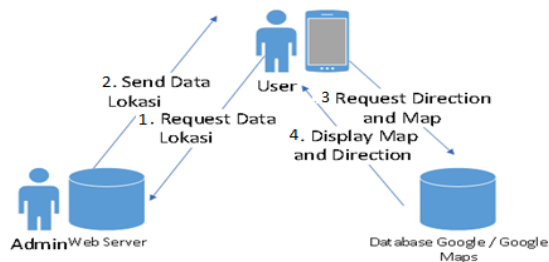 User
2. Send Data
Lokasi
1. Request Data
Lokasi
3 Request Direction
and Map
4. Display Map
and Direction
Admin
Web Server
Database Google / Google
Maps